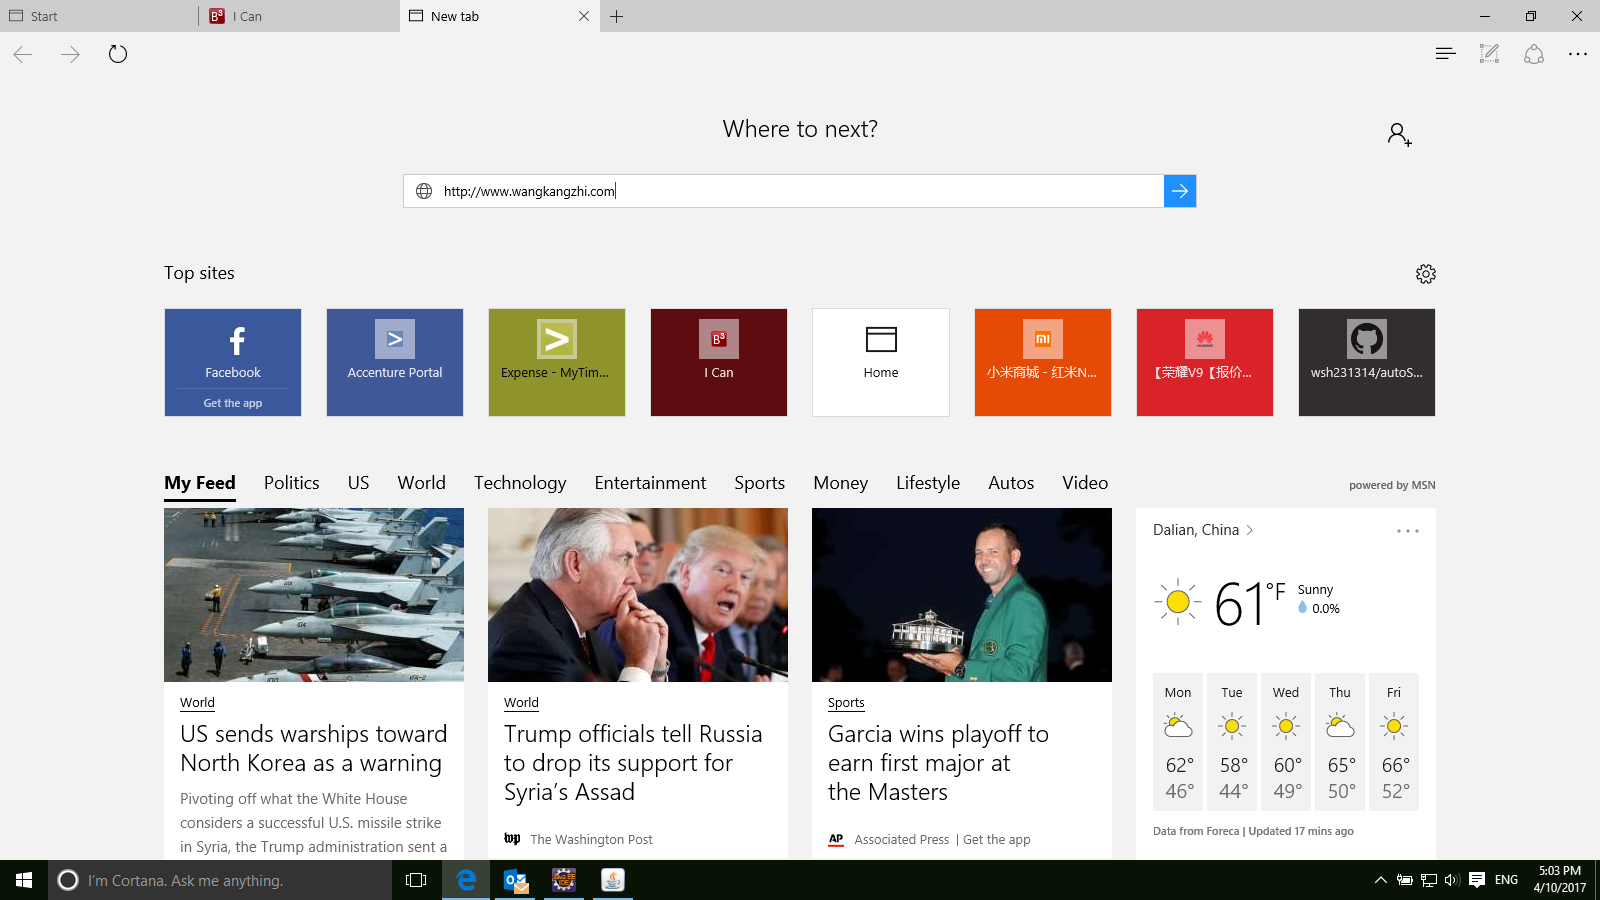 Start
B³ I Can
New tab
Where to next?
http://www.wangkangzhi.com
Top sites
Facebook
Get the app
Accenture Portal
Expense - MyTim...
B³
I Can
Home
小米商城 - 红米N...
【荣耀V9【报价...
wsh231314/autoS...
My Feed Politics US World Technology Entertainment Sports Money Lifestyle Autos Video
powered by MSN
World
US sends warships toward
North Korea as a warning
Pivoting off what the White House
considers a successful U.S. missile strike
in Syria, the Trump administration sent a
World
Trump officials tell Russia
to drop its support for
Syria’s Assad
wp The Washington Post
Sports
Garcia wins playoff to
earn first major at
the Masters
AP Associated Press | Get the app
Dalian, China
61°F
Sunny
0.0%
Mon Tue Wed Thu Fri
62° 58° 60° 65° 66°
46° 44° 49° 50° 52°
Data from Foreca | Updated 17 mins ago
I’m Cortana. Ask me anything.
ENG
5:03 PM
4/10/2017